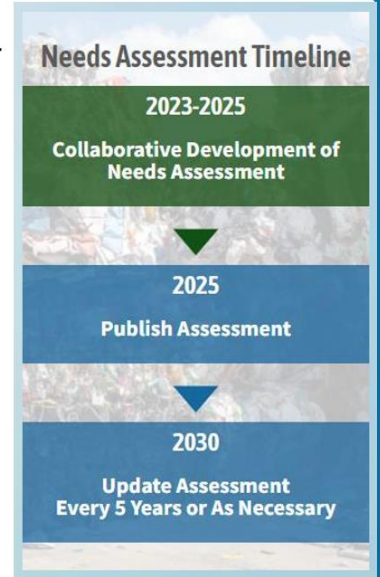 Needs Assessment Timeline
2023-2025
Collaborative Development of
Needs Assessment
2025
Publish Assessment
2030
Update Assessment
Every 5 Years or As Necessary